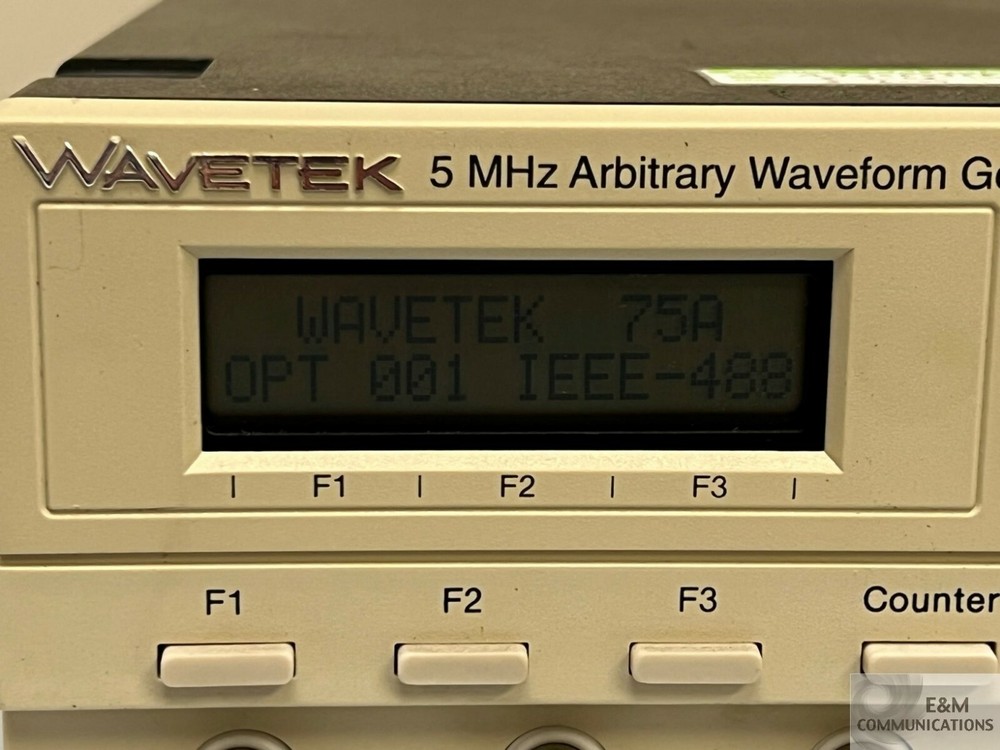 WAVETEK 5 MHz Arbitrary Waveform
WAVETEK 75A
OPT 001 IEEE-488
| F1 | F2 | F3 |
F1 F2 F3 Counter
E&M
COMMUNICATIONS